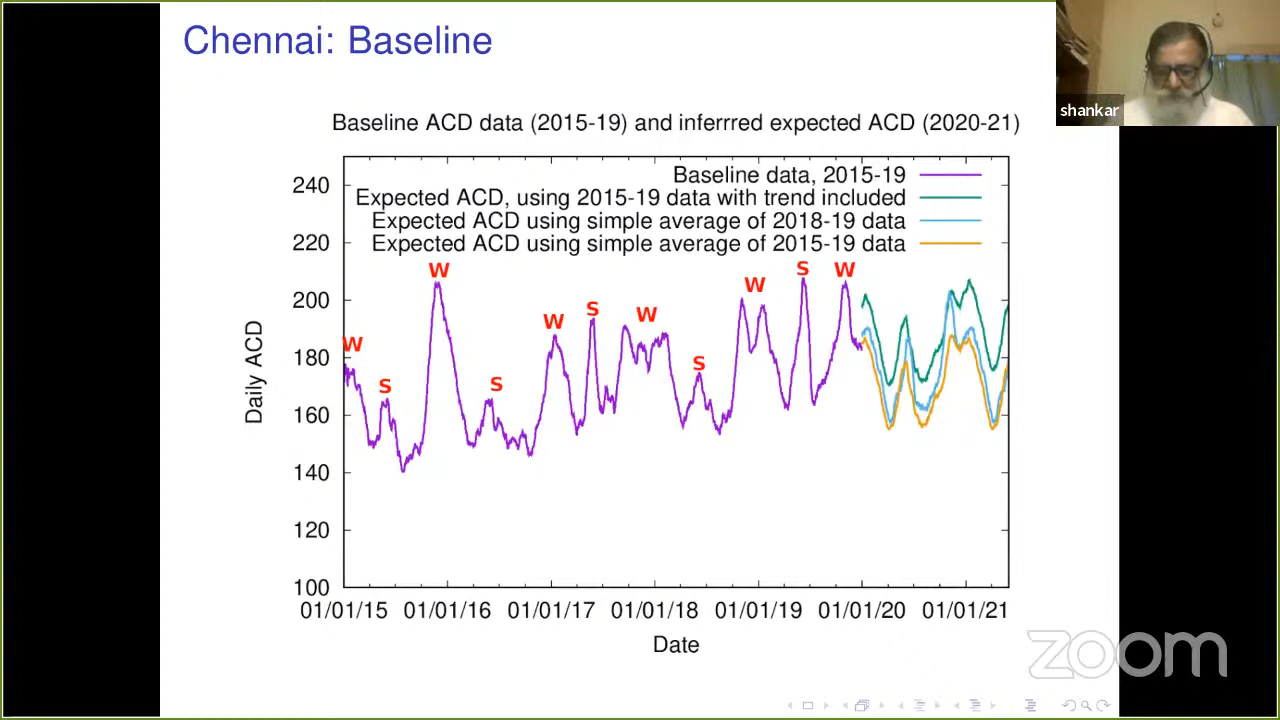 Chennai: Baseline
shankar
Baseline ACD data (2015-19) and inferrred expected ACD (2020-21)
Baseline data, 2015-19
Expected ACD, using 2015-19 data with trend included
Expected ACD using simple average of 2018-19 data
Expected ACD using simple average of 2015-19 data
240
220
200
180
160
140
120
100
Daily ACD
W
S
W
S
W
S
W
S
W
S
W
01/01/15
01/01/16
01/01/17
01/01/18
01/01/19
01/01/20
01/01/21
Date
zoom